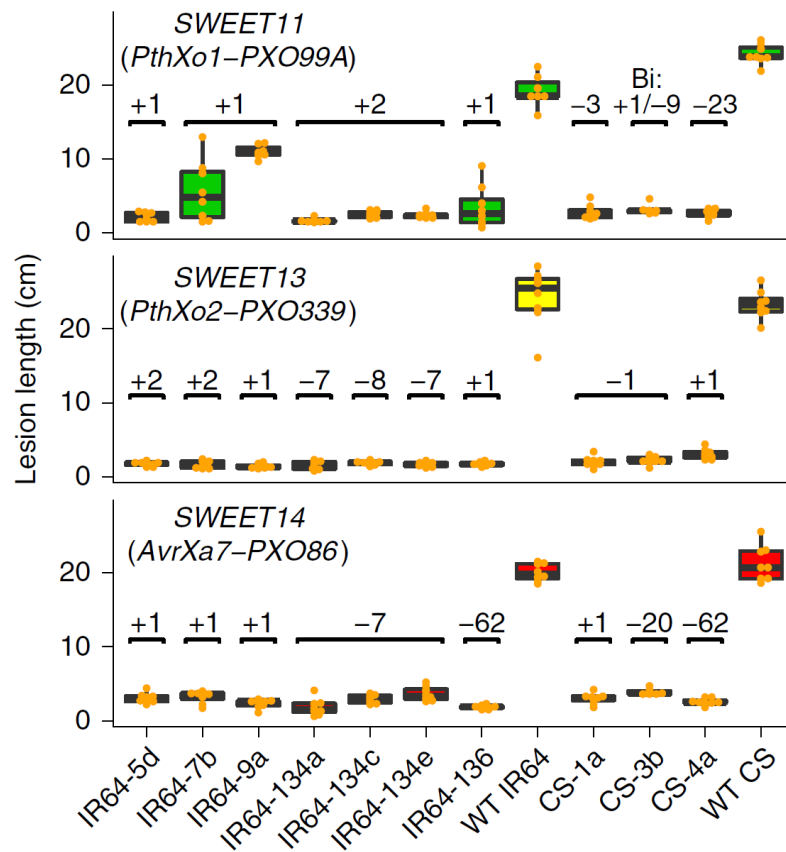 SWEET11
(PthXo1–PXO99A)
Bi:
+1 +1 +2 +1 −3 +1/−9 −23
20
10
0
SWEET13
(PthXo2–PXO339)
+2 +2 +1 −7 −8 −7 +1 −1 +1
20
10
0
SWEET14
(AvrXa7–PXO86)
+1 +1 +1 −7 −62 +1 −20 −62
20
10
0
Lesion length (cm)
IR64-5d
IR64-7b
IR64-9a
IR64-134a
IR64-134c
IR64-134e
IR64-136
WT IR64
CS-1a
CS-3b
CS-4a
WT CS